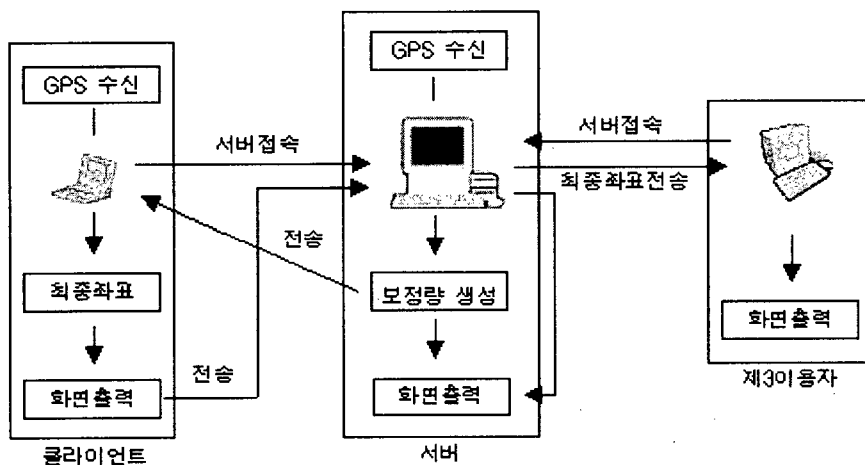 GPS 수신
최종좌표
화면출력
클라이언트
서버접속
전송
전송
GPS 수신
보정량 생성
화면출력
서버
서버접속
최종좌표전송
화면출력
제3이용자